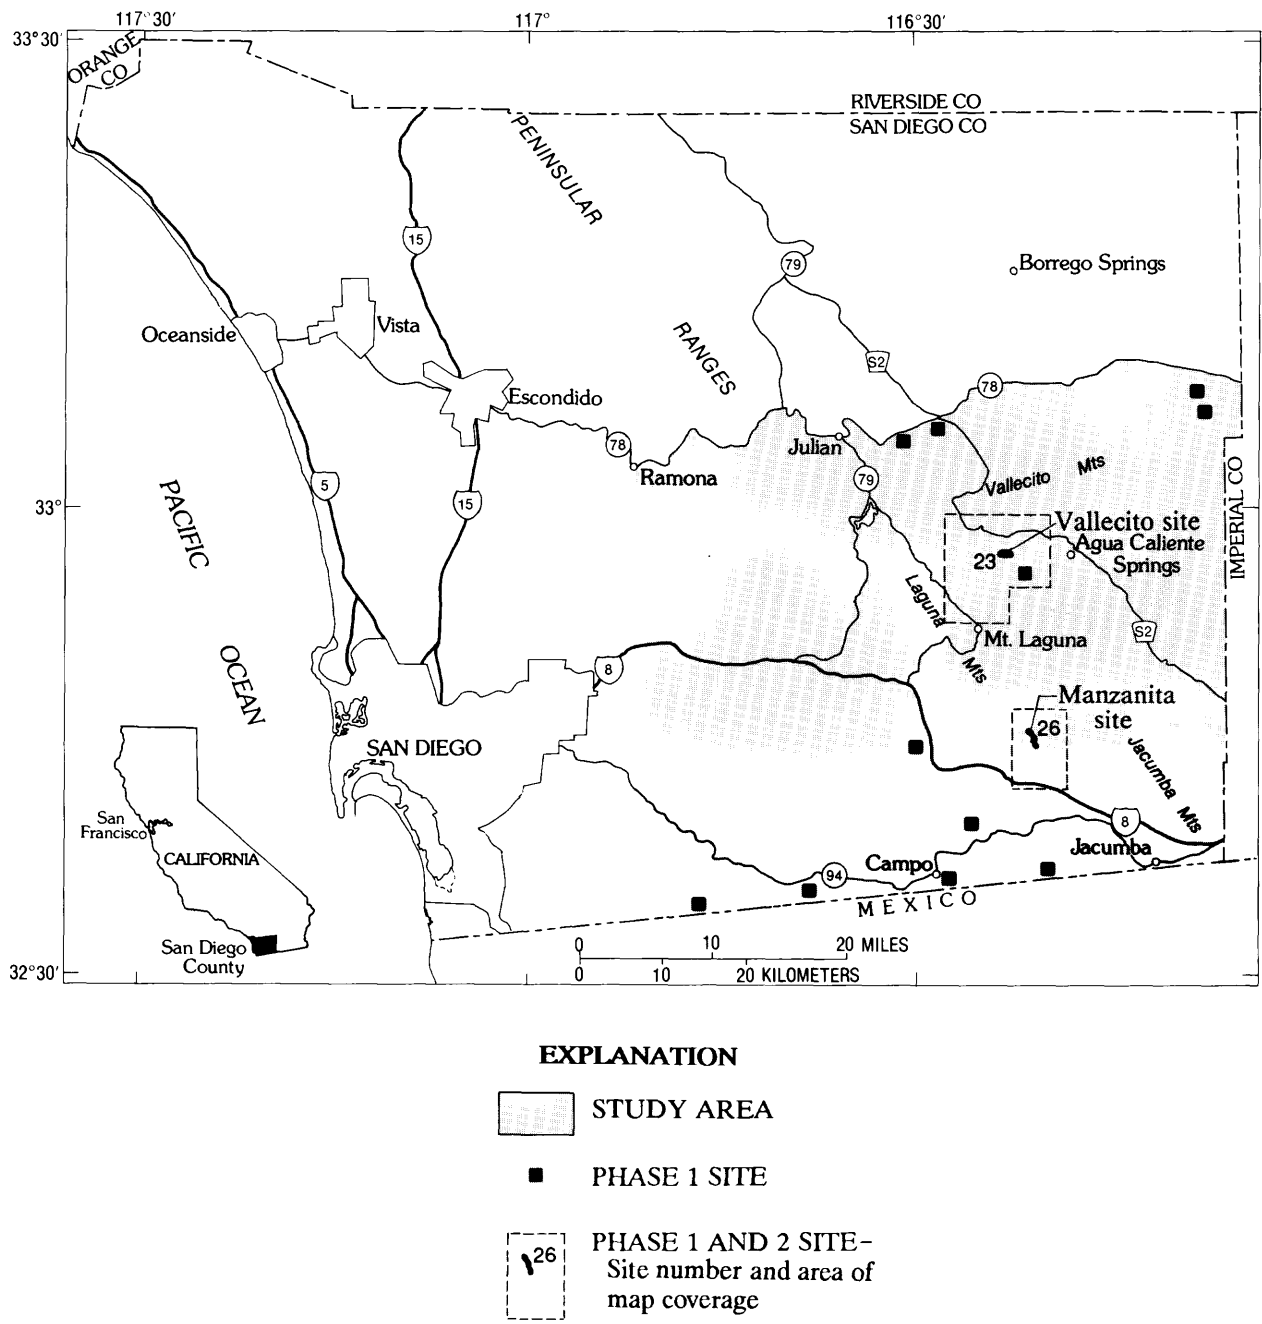 117°30'
117°
116°30'
33°30'
ORANGE
CO
RIVERSIDE CO
SAN DIEGO CO
PENINSULAR
RANGES
15
79
Borrego Springs
Oceanside
Vista
S2
78
Escondido
78
Ramona
Julian
79
Vallecito Mts
5
15
33°
PACIFIC
OCEAN
IMPERIAL CO
Vallecito site
23
Agua Caliente
Springs
Laguna
Mts
Mt. Laguna
S2
8
Manzanita
site
26
Jacumba Mts
SAN DIEGO
San
Francisco
CALIFORNIA
8
Jacumba
Campo
94
MEXICO
San Diego
County
0 10 20 MILES
0 10 20 KILOMETERS
32°30'
EXPLANATION
STUDY AREA
PHASE 1 SITE
26
PHASE 1 AND 2 SITE–
Site number and area of
map coverage